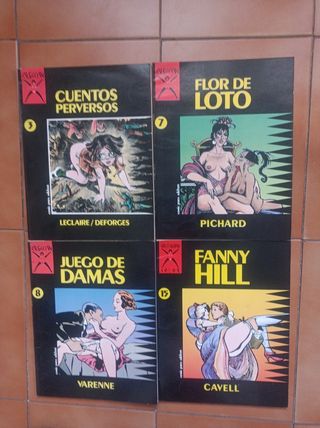 3
CUENTOS
PERVERSOS
LECLAIRE/DEFORGES
7
FLOR DE
LOTO
PICHARD
8
JUEGO DE
DAMAS
VARENNE
15
FANNY
HILL
CAVELL